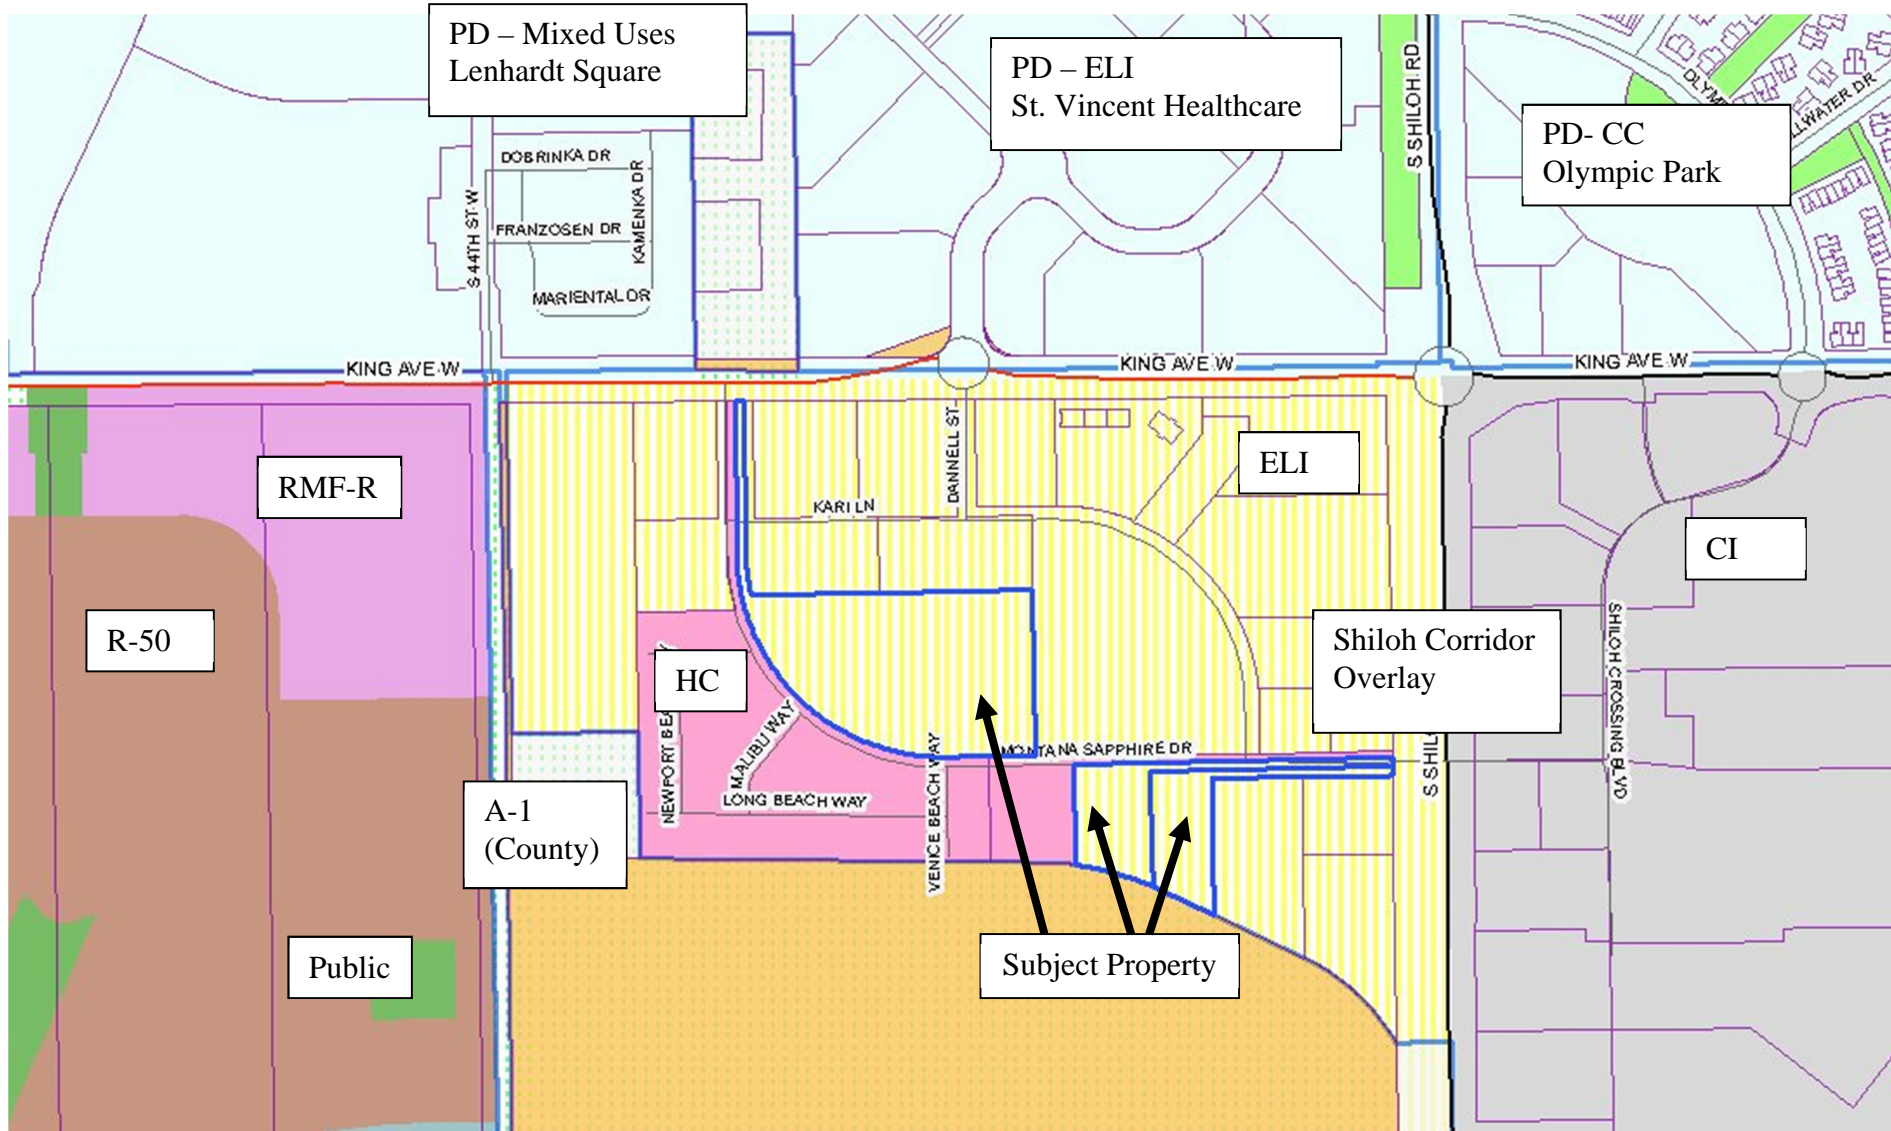 PD – Mixed Uses
Lenhardt Square
PD – ELI
St. Vincent Healthcare
S SHILOH RD
PD- CC
Olympic Park
DOBRINKA DR
KAMENKA DR
S 44TH ST W
FRANZOSEN DR
MARIENTAL DR
KING AVE W
KING AVE W
KING AVE W
RMF-R
DANNELL ST
ELI
KARI LN
CI
R-50
HC
Shiloh Corridor
Overlay
SHILOH CROSSING BLVD
MALIBU WAY
MONTANA SAPPHIRE DR
LONG BEACH WAY
VENICE BEACH WAY
A-1
(County)
Public
Subject Property